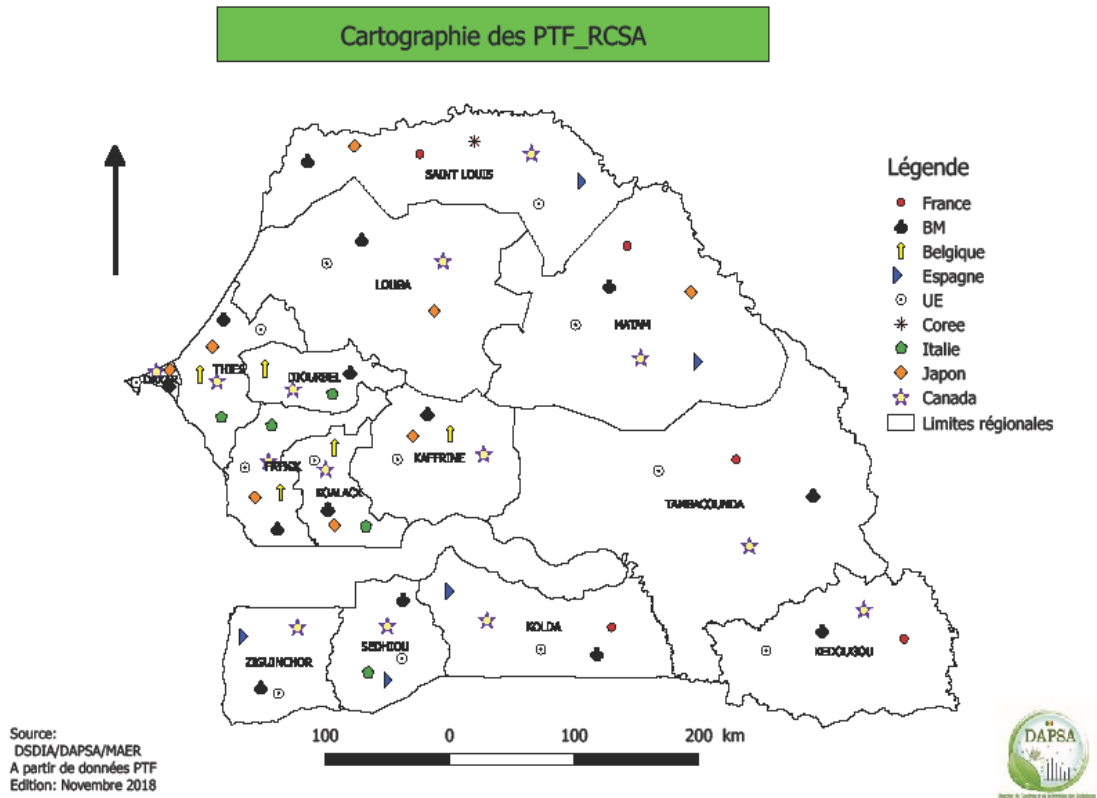 Cartographie des PTF_RCSA
SAINT LOUIS
LOUGA
MATAM
THIES
DAKAR
DIOURBEL
FATICK
KAOLACK
KAFFRINE
TAMBACOUNDA
ZIGUINCHOR
SEDHIOU
KOLDA
KEDOUGOU
Légende
France
BM
Belgique
Espagne
UE
Coree
Italie
Japon
Canada
Limites régionales
Source:
DSDIA/DAPSA/MAER
A partir de données PTF
Edition: Novembre 2018
100 0 100 200 km
DAPSA